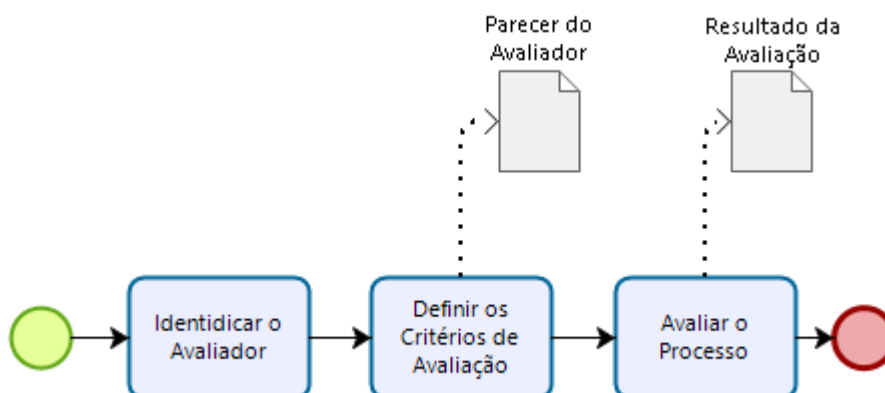 Parecer do
Avaliador
Resultado da
Avaliação
Identidicar o
Avaliador
Definir os
Critérios de
Avaliação
Avaliar o
Processo